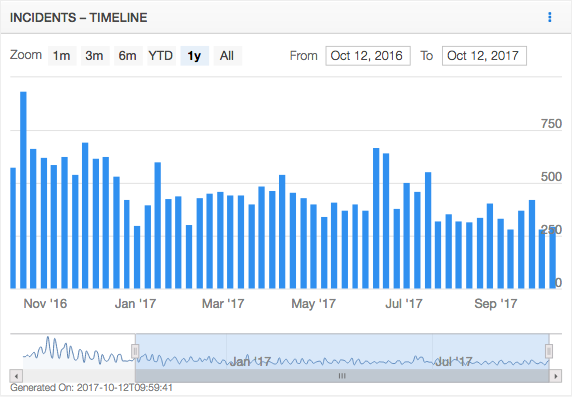 INCIDENTS – TIMELINE
Zoom 1m 3m 6m YTD 1y All From Oct 12, 2016 To Oct 12, 2017
750
500
250
0
Nov '16 Jan '17 Mar '17 May '17 Jul '17 Sep '17
Jan '17 Jul '17
Generated On: 2017-10-12T09:59:41